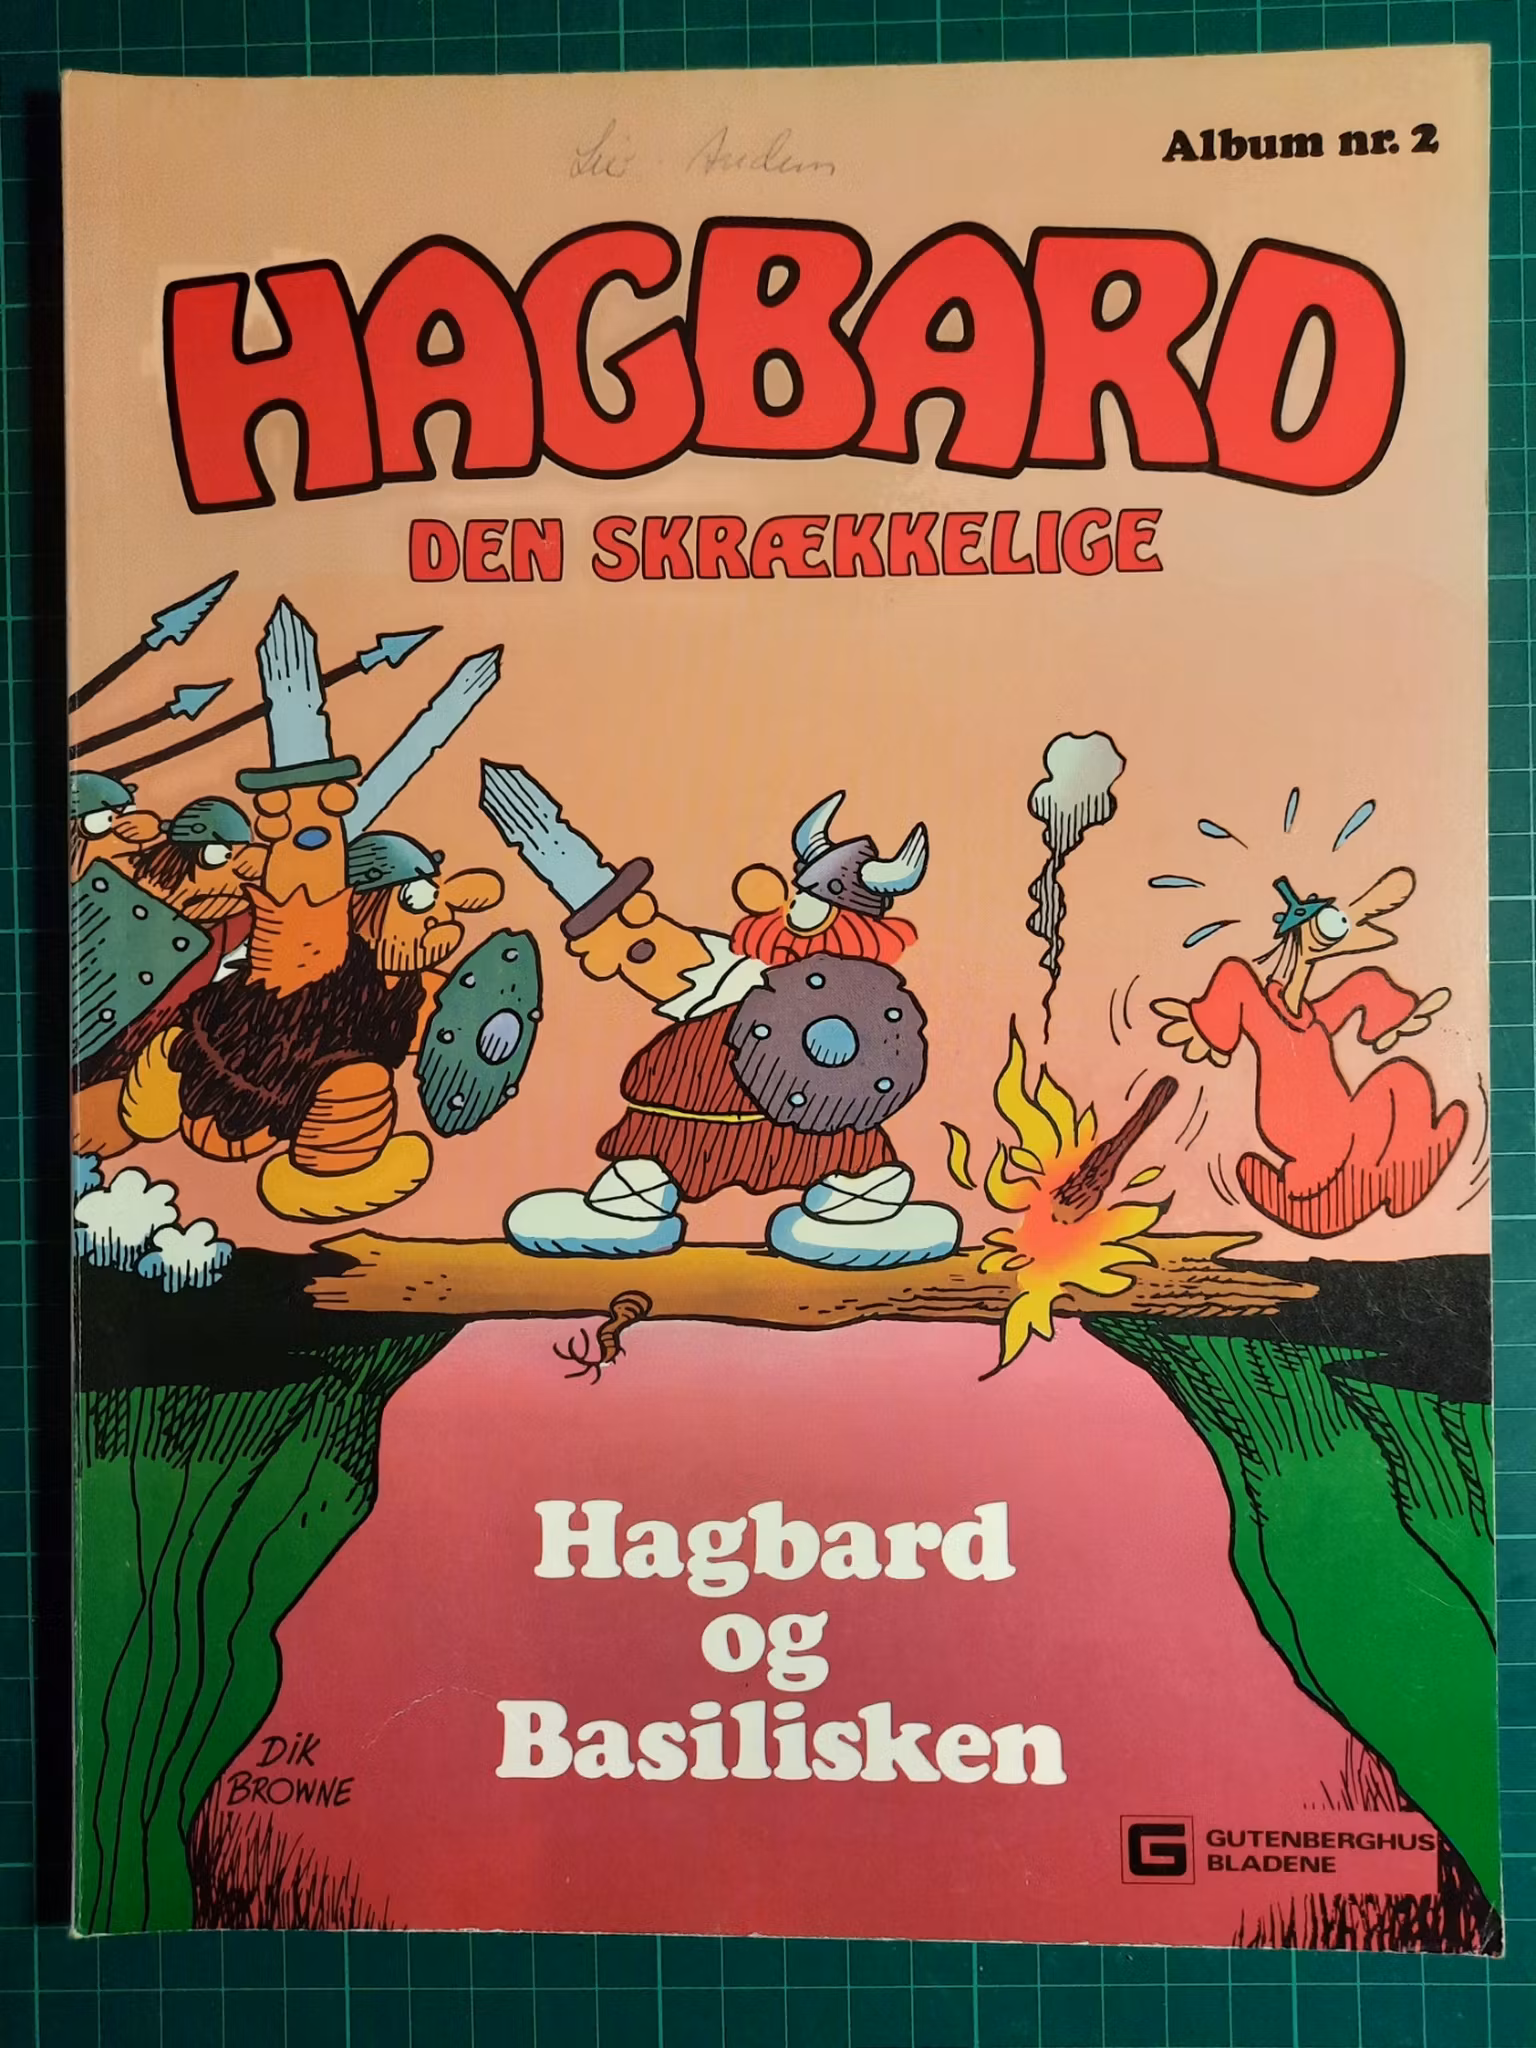 Album nr. 2
HAGBARD
DEN SKRÆKKELIGE
Hagbard
og
Basilisken
DiK
BROWNE
G GUTENBERGHUS
BLADENE